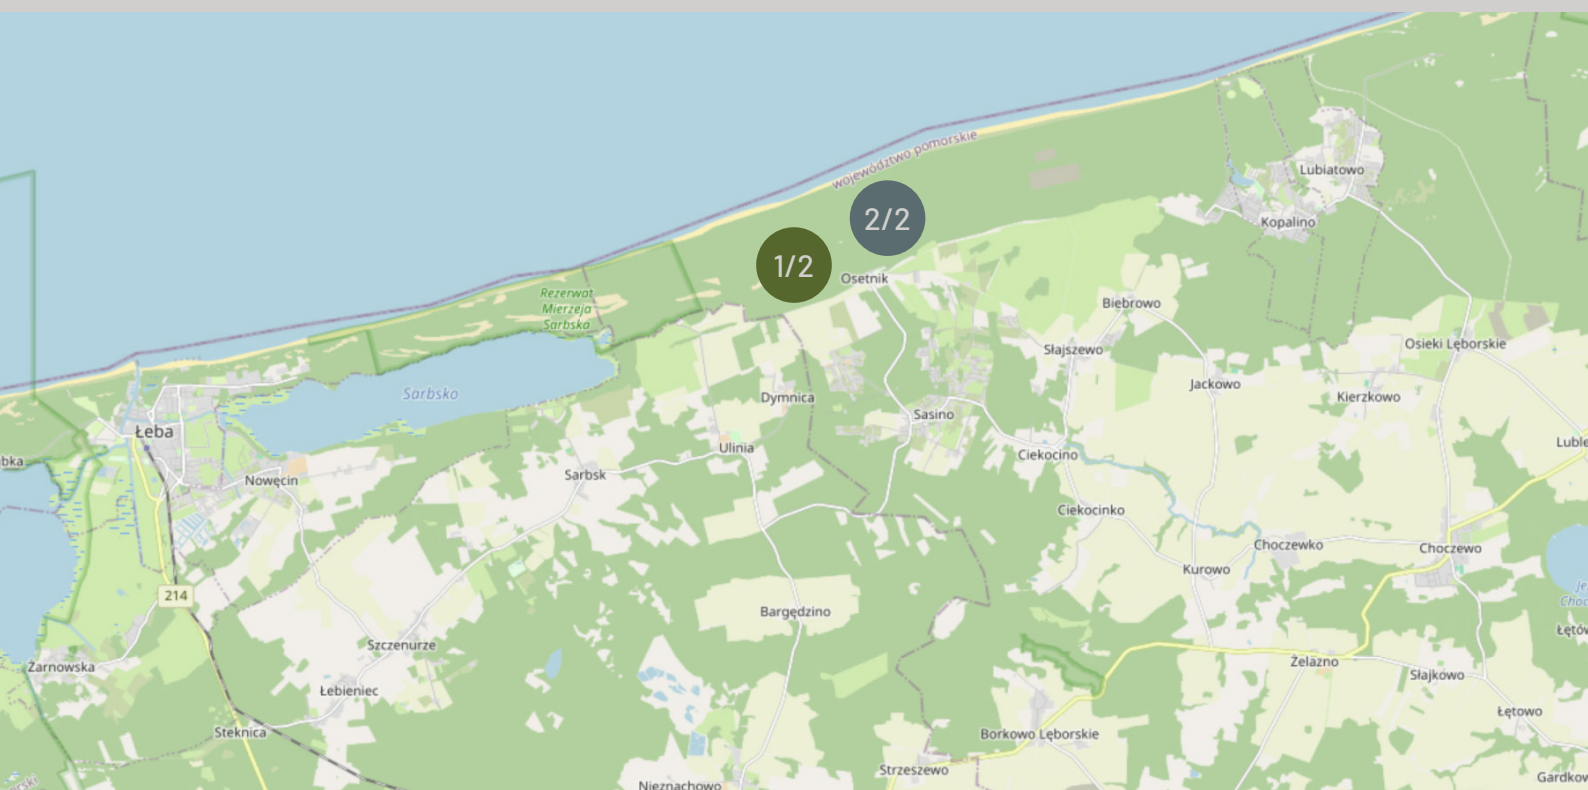 województwo pomorskie
Lubiatowo
Kopalino
2/2
1/2
Osetnik
Rezerwat
Mierzeja
Sarbska
Biebrowo
Słajszewo
Osieki Lęborskie
Jackowo
Kierzkowo
Sarbsko
Dymnica
Sasino
Łeba
Ulinia
Ciekocino
Nowęcin
Sarbsk
Ciekocinko
Choczewko
Choczewo
Kurowo
214
Bargędzino
Szczenurze
Żarnowska
Żelazno
Słajkowo
Łebieniec
Łętowo
Steknica
Borkowo Lęborskie
Strzeszewo
Nieznachowo